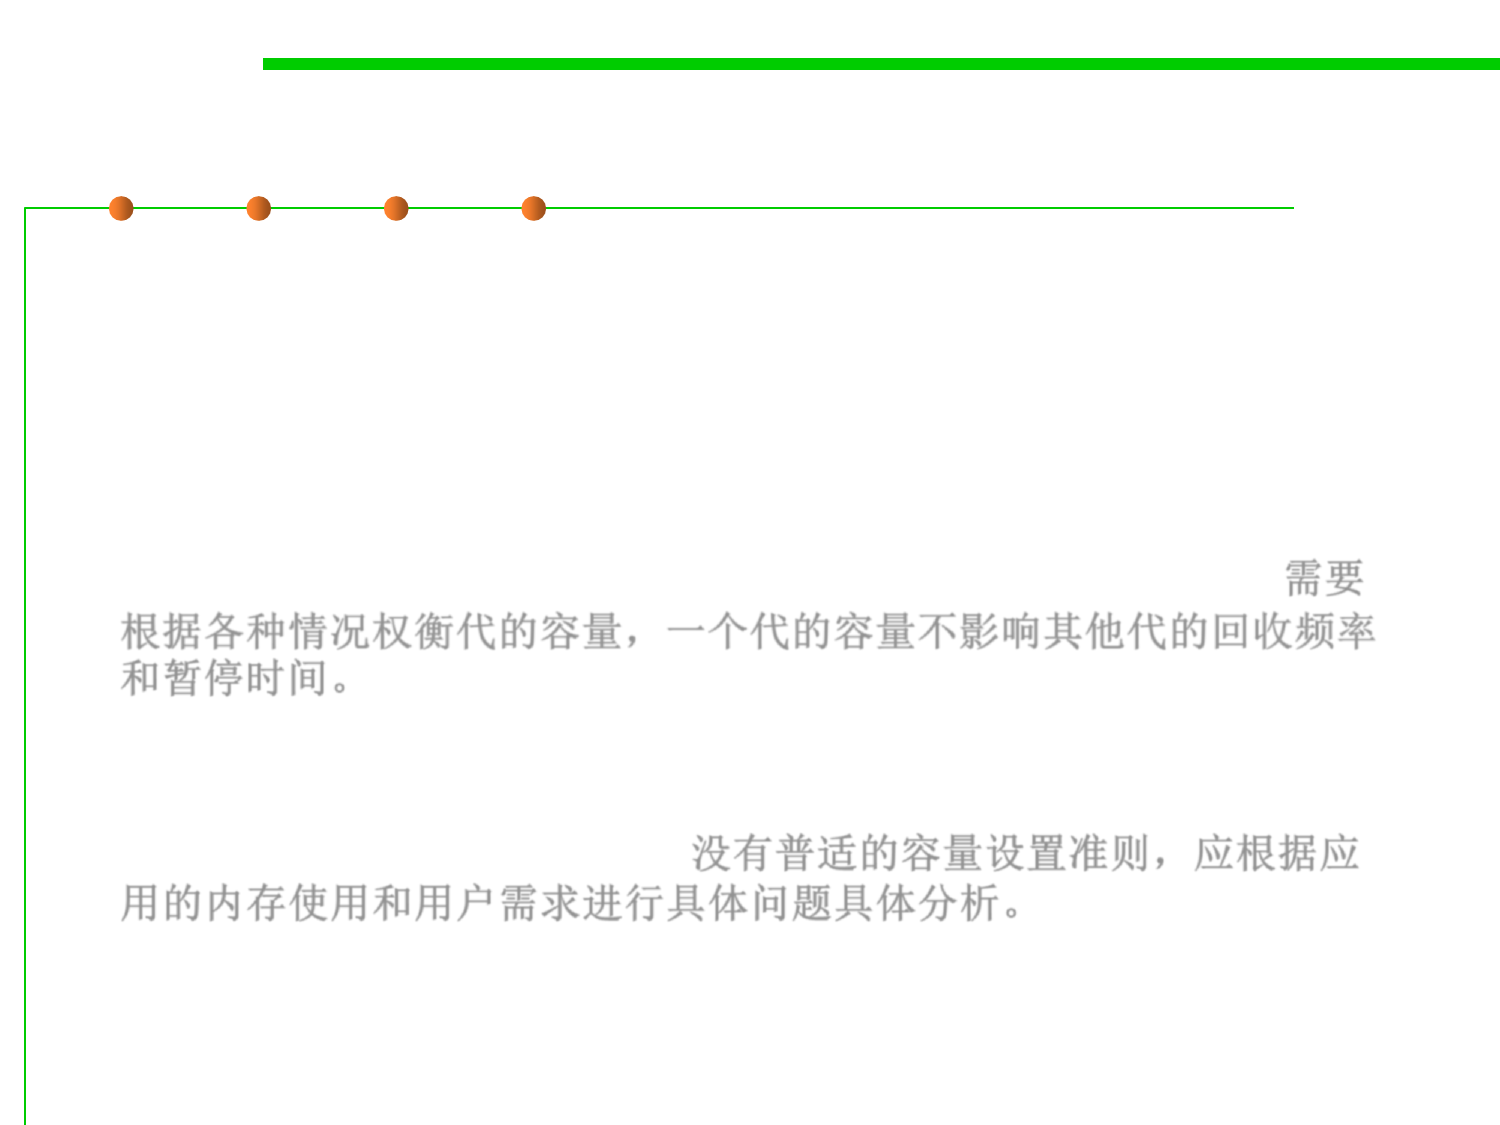 需要
根据各种情况权衡代的容量，一个代的容量不影响其他代的回收频率
和暂停时间。
没有普适的容量设置准则，应根据应
用的内存使用和用户需求进行具体问题具体分析。